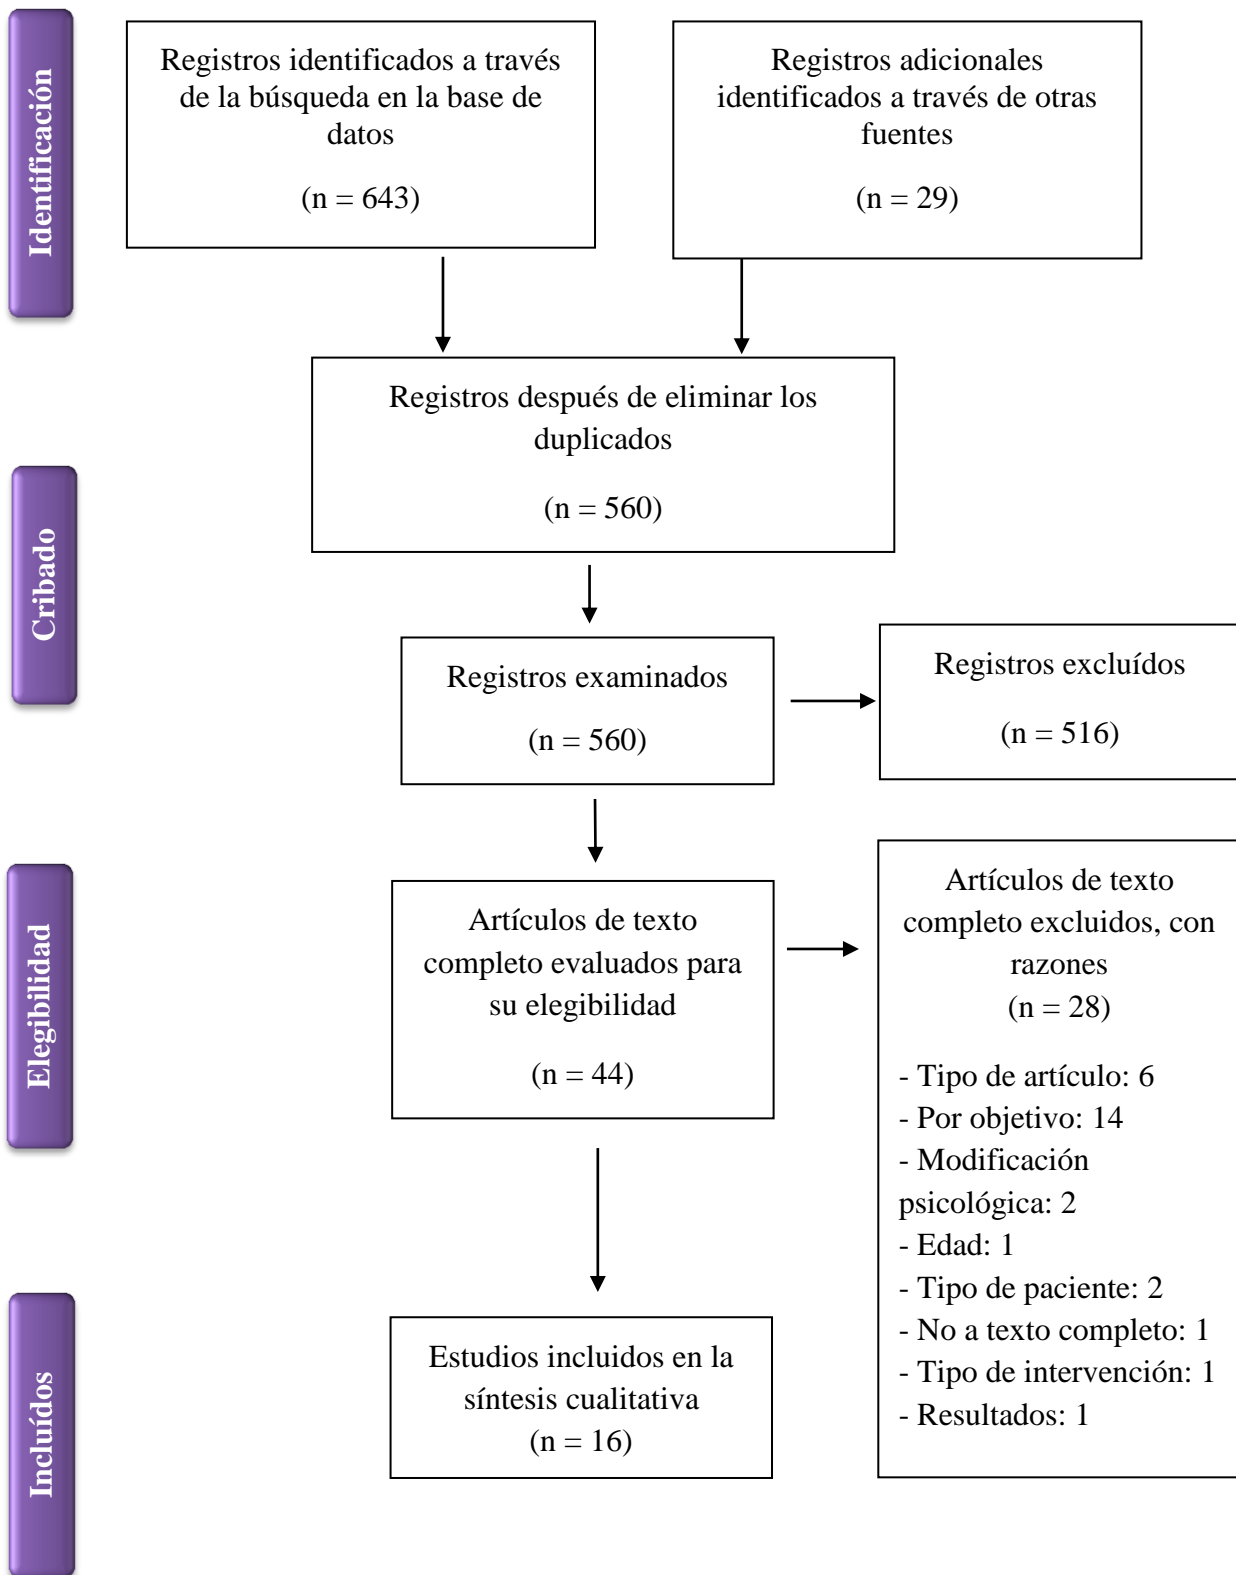 Identificación
Registros identificados a través
de la búsqueda en la base de
datos
(n = 643)
Registros adicionales
identificados a través de otras
fuentes
(n = 29)
Registros después de eliminar los
duplicados
(n = 560)
Cribado
Registros examinados
(n = 560)
Registros excluídos
(n = 516)
Elegibilidad
Artículos de texto
completo evaluados para
su elegibilidad
(n = 44)
Artículos de texto
completo excluidos, con
razones
(n = 28)
- Tipo de artículo: 6
- Por objetivo: 14
- Modificación
psicológica: 2
- Edad: 1
- Tipo de paciente: 2
- No a texto completo: 1
- Tipo de intervención: 1
- Resultados: 1
Incluídos
Estudios incluidos en la
síntesis cualitativa
(n = 16)